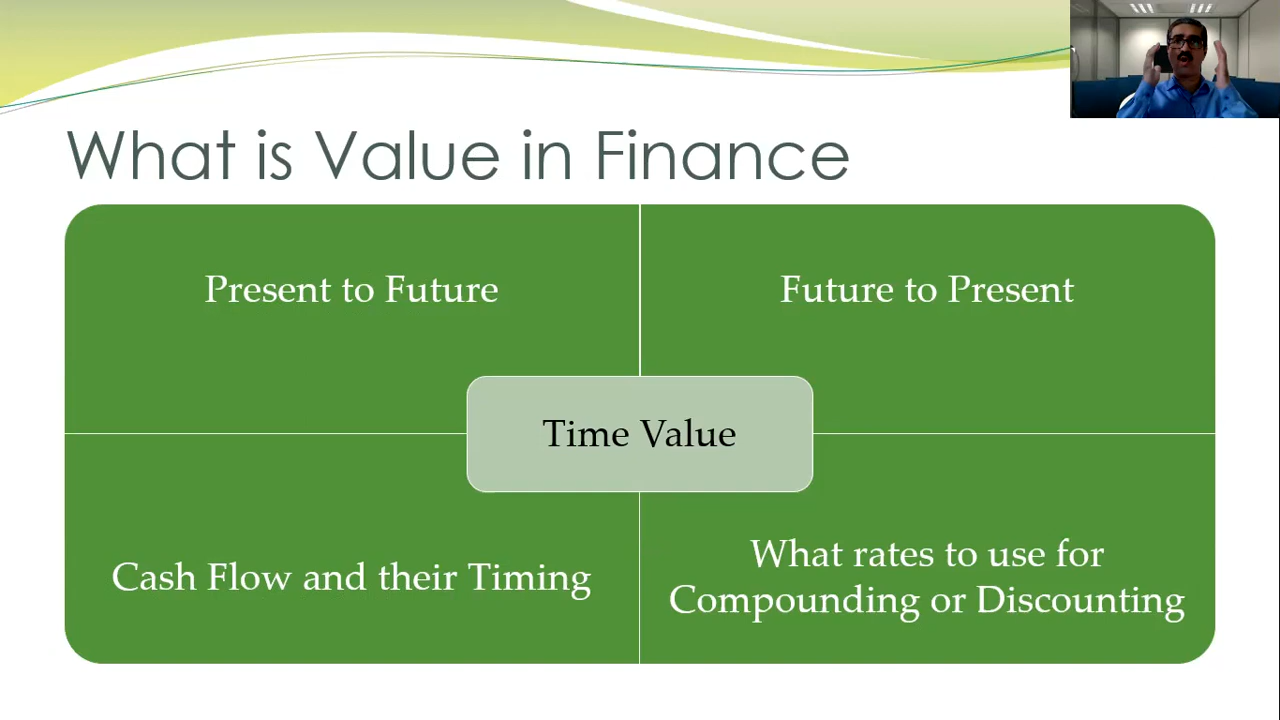 What is Value in Finance
Present to Future
Future to Present
Time Value
Cash Flow and their Timing
What rates to use for
Compounding or Discounting